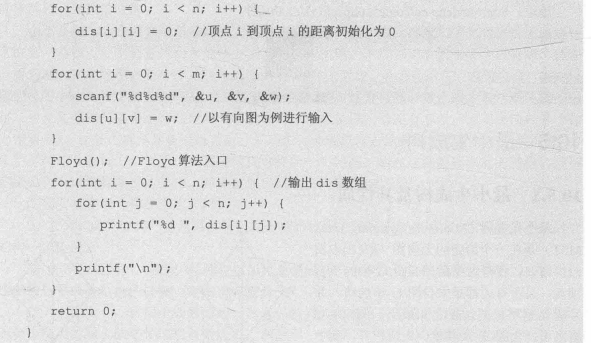 for(int i = 0; i < n; i++) {
dis[i][i] = 0; //顶点 i 到顶点 i 的距离初始化为 0
}
for(int i = 0; i < m; i++) {
scanf("%d%d%d", &u, &v, &w);
dis[u][v] = w; //以有向图为例进行输入
}
Floyd(); //Floyd 算法入口
for(int i = 0; i < n; i++) { //输出 dis 数组
for(int j = 0; j < n; j++) {
printf("%d ", dis[i][j]);
}
printf("\n");
}
return 0;
}